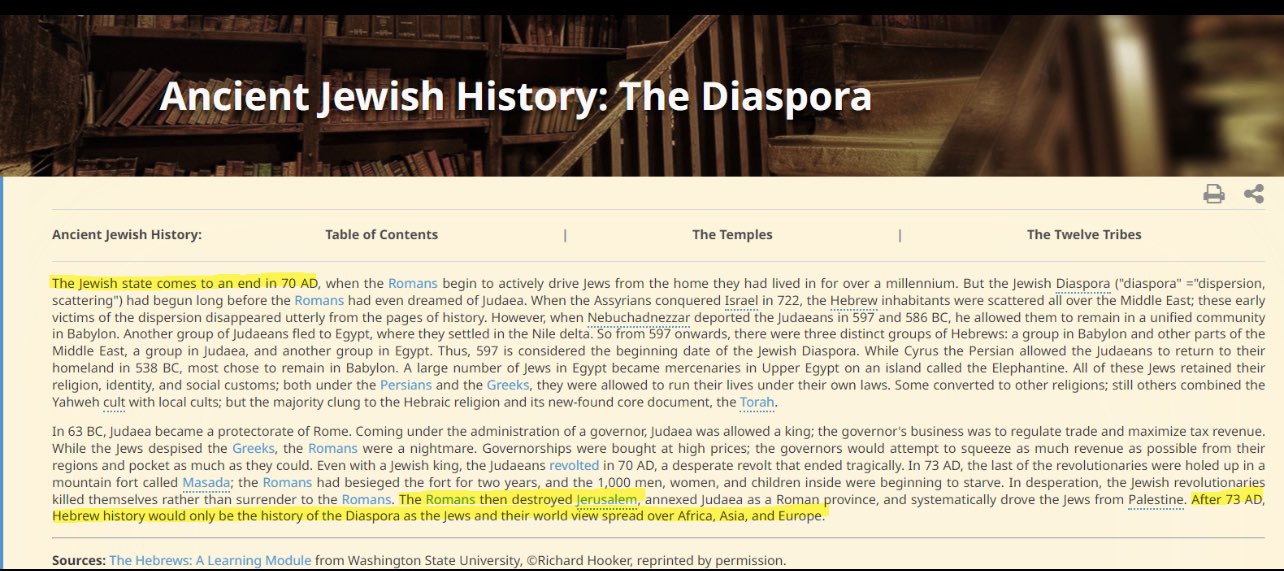 Ancient Jewish History: The Diaspora
Ancient Jewish History: Table of Contents | The Temples | The Twelve Tribes
The Jewish state comes to an end in 70 AD, when the Romans begin to actively drive Jews from the home they had lived in for over a millennium. But the Jewish Diaspora ("diaspora" ="dispersion,
scattering") had begun long before the Romans had even dreamed of Judaea. When the Assyrians conquered Israel in 722, the Hebrew inhabitants were scattered all over the Middle East; these early
victims of the dispersion disappeared utterly from the pages of history. However, when Nebuchadnezzar deported the Judaeans in 597 and 586 BC, he allowed them to remain in a unified community
in Babylon. Another group of Judaeans fled to Egypt, where they settled in the Nile delta. So from 597 onwards, there were three distinct groups of Hebrews: a group in Babylon and other parts of the
Middle East, a group in Judaea, and another group in Egypt. Thus, 597 is considered the beginning date of the Jewish Diaspora. While Cyrus the Persian allowed the Judaeans to return to their
homeland in 538 BC, most chose to remain in Babylon. A large number of Jews in Egypt became mercenaries in Upper Egypt on an island called the Elephantine. All of these Jews retained their
religion, identity, and social customs; both under the Persians and the Greeks, they were allowed to run their lives under their own laws. Some converted to other religions; still others combined the
Yahweh cult with local cults; but the majority clung to the Hebraic religion and its new-found core document, the Torah.
In 63 BC, Judaea became a protectorate of Rome. Coming under the administration of a governor, Judaea was allowed a king; the governor's business was to regulate trade and maximize tax revenue.
While the Jews despised the Greeks, the Romans were a nightmare. Governorships were bought at high prices; the governors would attempt to squeeze as much revenue as possible from their
regions and pocket as much as they could. Even with a Jewish king, the Judaeans revolted in 70 AD, a desperate revolt that ended tragically. In 73 AD, the last of the revolutionaries were holed up in a
mountain fort called Masada; the Romans had besieged the fort for two years, and the 1,000 men, women, and children inside were beginning to starve. In desperation, the Jewish revolutionaries
killed themselves rather than surrender to the Romans. The Romans then destroyed Jerusalem, annexed Judaea as a Roman province, and systematically drove the Jews from Palestine. After 73 AD,
Hebrew history would only be the history of the Diaspora as the Jews and their world view spread over Africa, Asia, and Europe.
Sources: The Hebrews: A Learning Module from Washington State University, ©Richard Hooker, reprinted by permission.